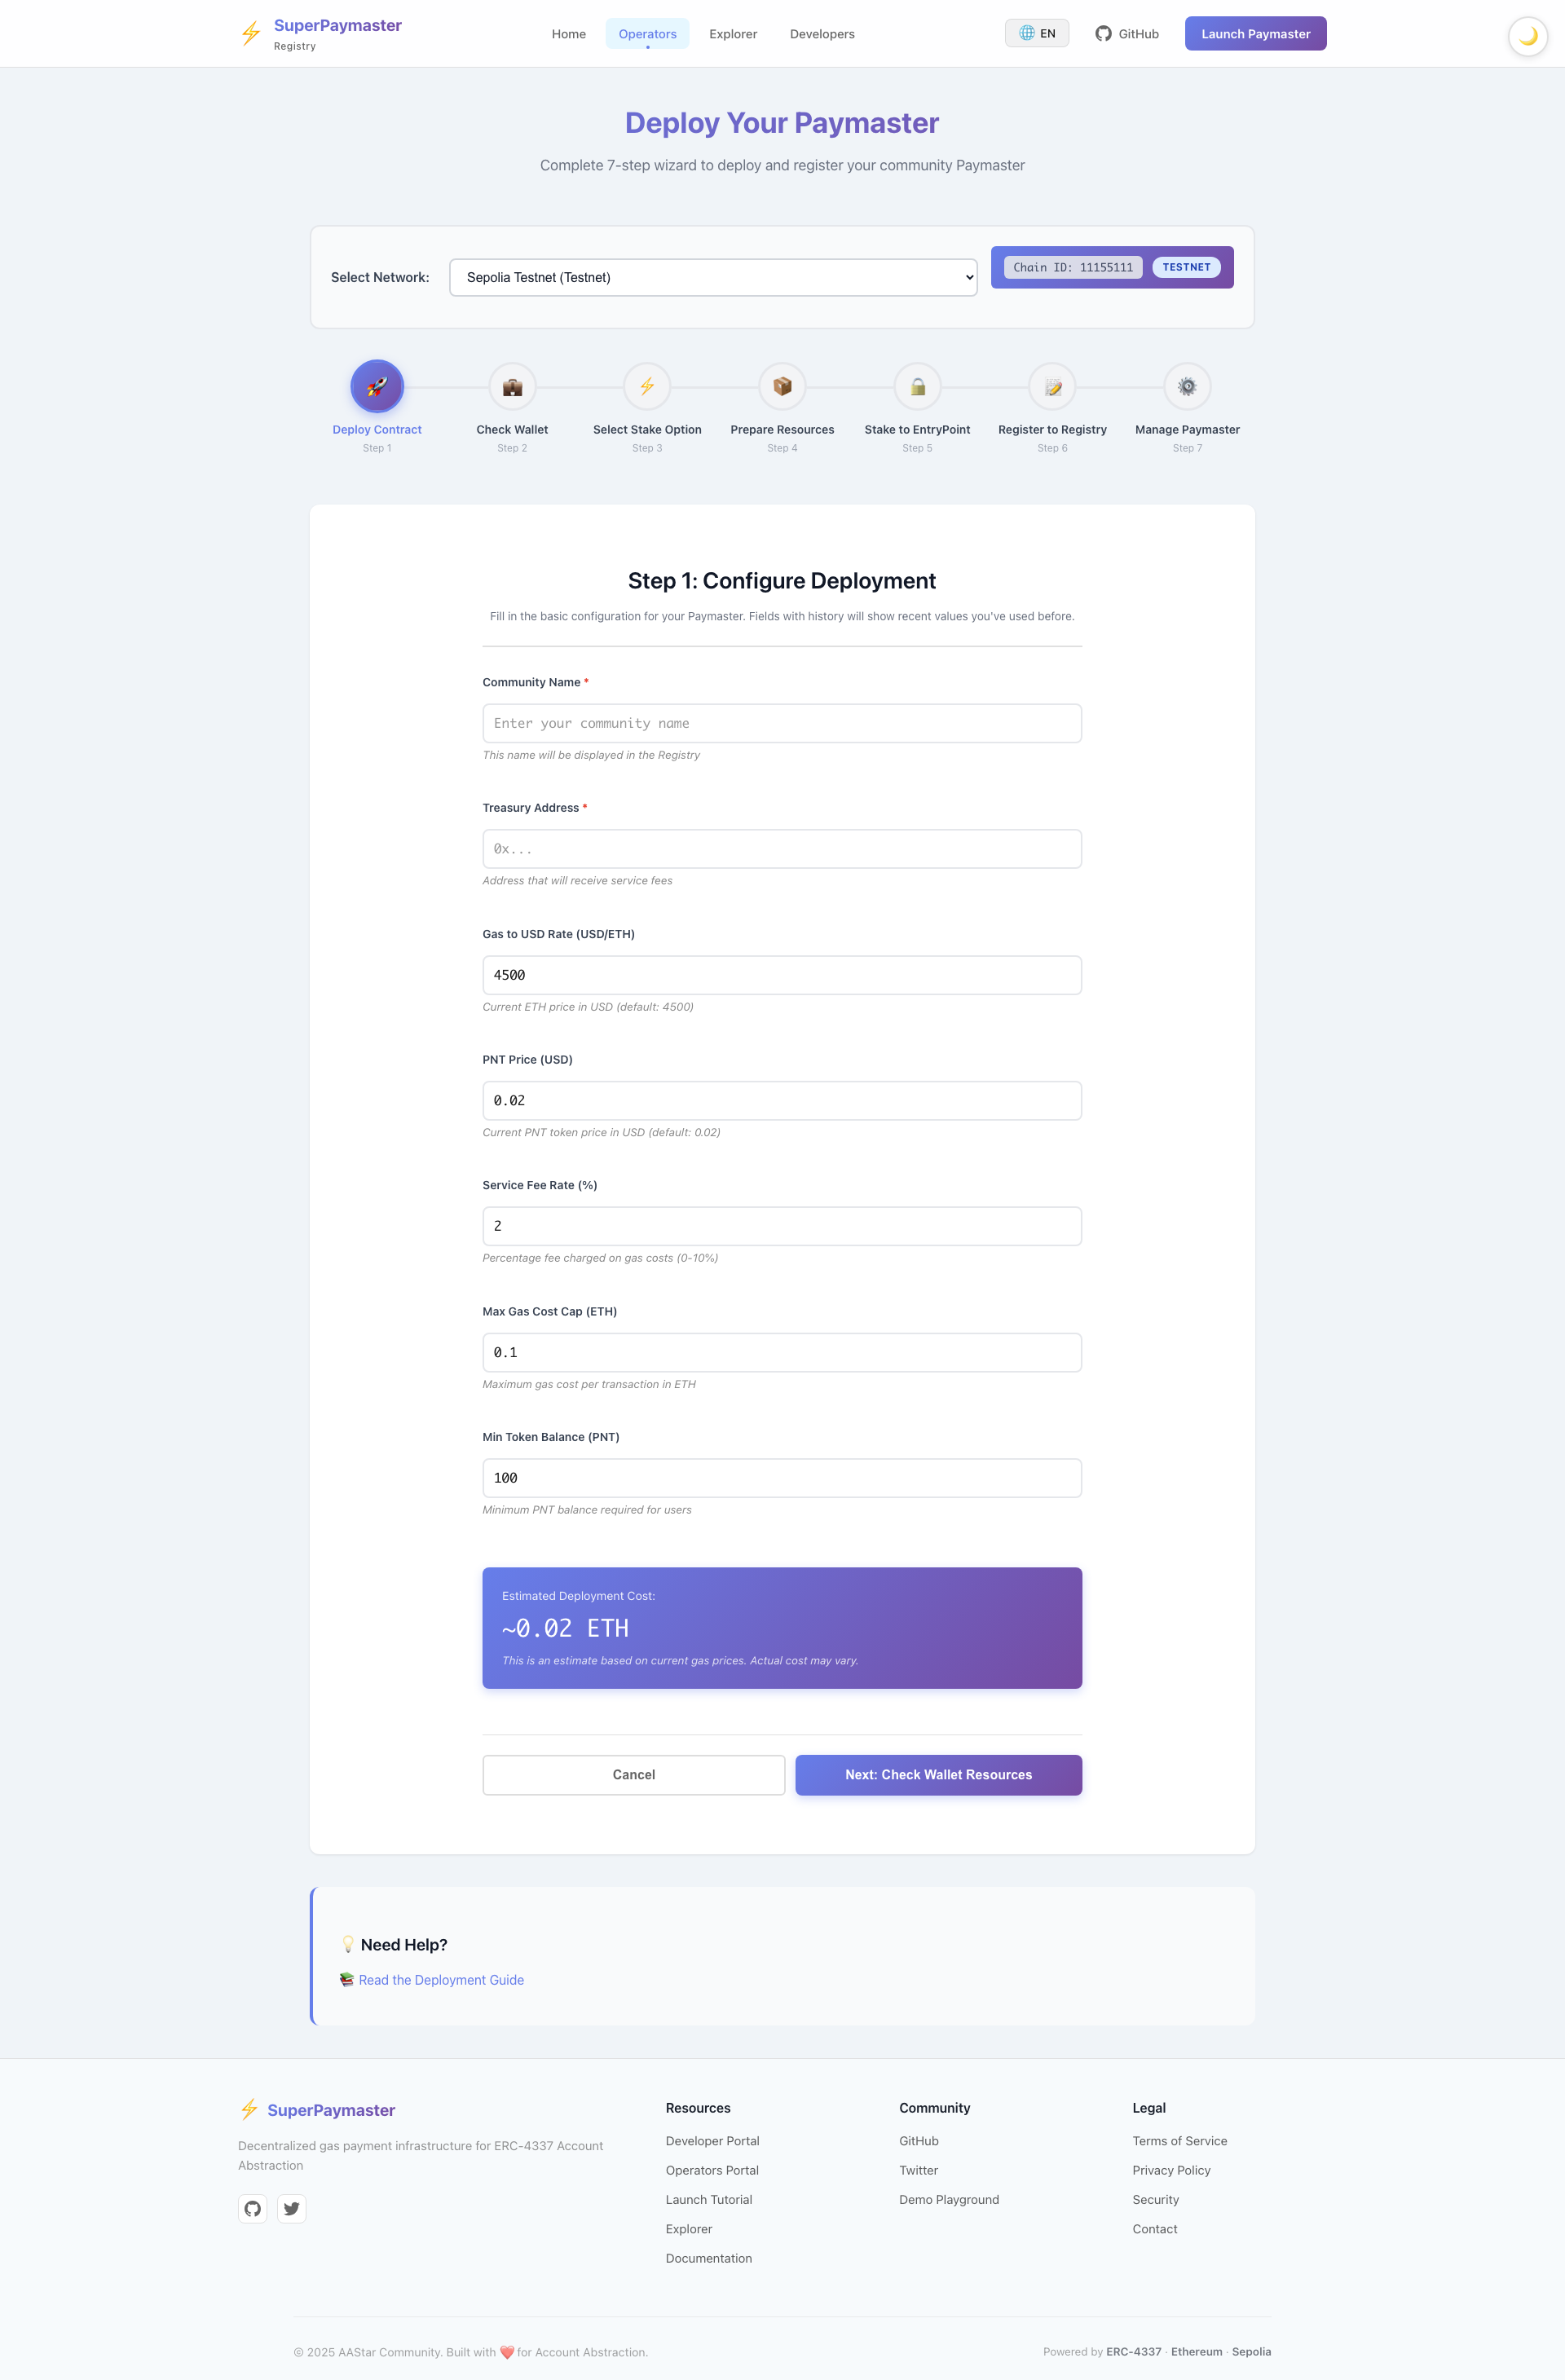 ⚡ SuperPaymaster
Registry
Home
Operators
Explorer
Developers
🌐 EN
GitHub
Launch Paymaster
🌙
Deploy Your Paymaster
Complete 7-step wizard to deploy and register your community Paymaster
Select Network:
Sepolia Testnet (Testnet)
Chain ID: 11155111
TESTNET
🚀
Deploy Contract
Step 1
💼
Check Wallet
Step 2
⚡
Select Stake Option
Step 3
📦
Prepare Resources
Step 4
🔒
Stake to EntryPoint
Step 5
📝
Register to Registry
Step 6
⚙️
Manage Paymaster
Step 7
Step 1: Configure Deployment
Fill in the basic configuration for your Paymaster. Fields with history will show recent values you've used before.
Community Name *
Enter your community name
This name will be displayed in the Registry
Treasury Address *
0x...
Address that will receive service fees
Gas to USD Rate (USD/ETH)
4500
Current ETH price in USD (default: 4500)
PNT Price (USD)
0.02
Current PNT token price in USD (default: 0.02)
Service Fee Rate (%)
2
Percentage fee charged on gas costs (0-10%)
Max Gas Cost Cap (ETH)
0.1
Maximum gas cost per transaction in ETH
Min Token Balance (PNT)
100
Minimum PNT balance required for users
Estimated Deployment Cost:
~0.02 ETH
This is an estimate based on current gas prices. Actual cost may vary.
Cancel
Next: Check Wallet Resources
💡 Need Help?
📚 Read the Deployment Guide
⚡ SuperPaymaster
Decentralized gas payment infrastructure for ERC-4337 Account
Abstraction
Resources
Developer Portal
Operators Portal
Launch Tutorial
Explorer
Documentation
Community
GitHub
Twitter
Demo Playground
Legal
Terms of Service
Privacy Policy
Security
Contact
© 2025 AAStar Community. Built with ❤️ for Account Abstraction.
Powered by ERC-4337 · Ethereum · Sepolia